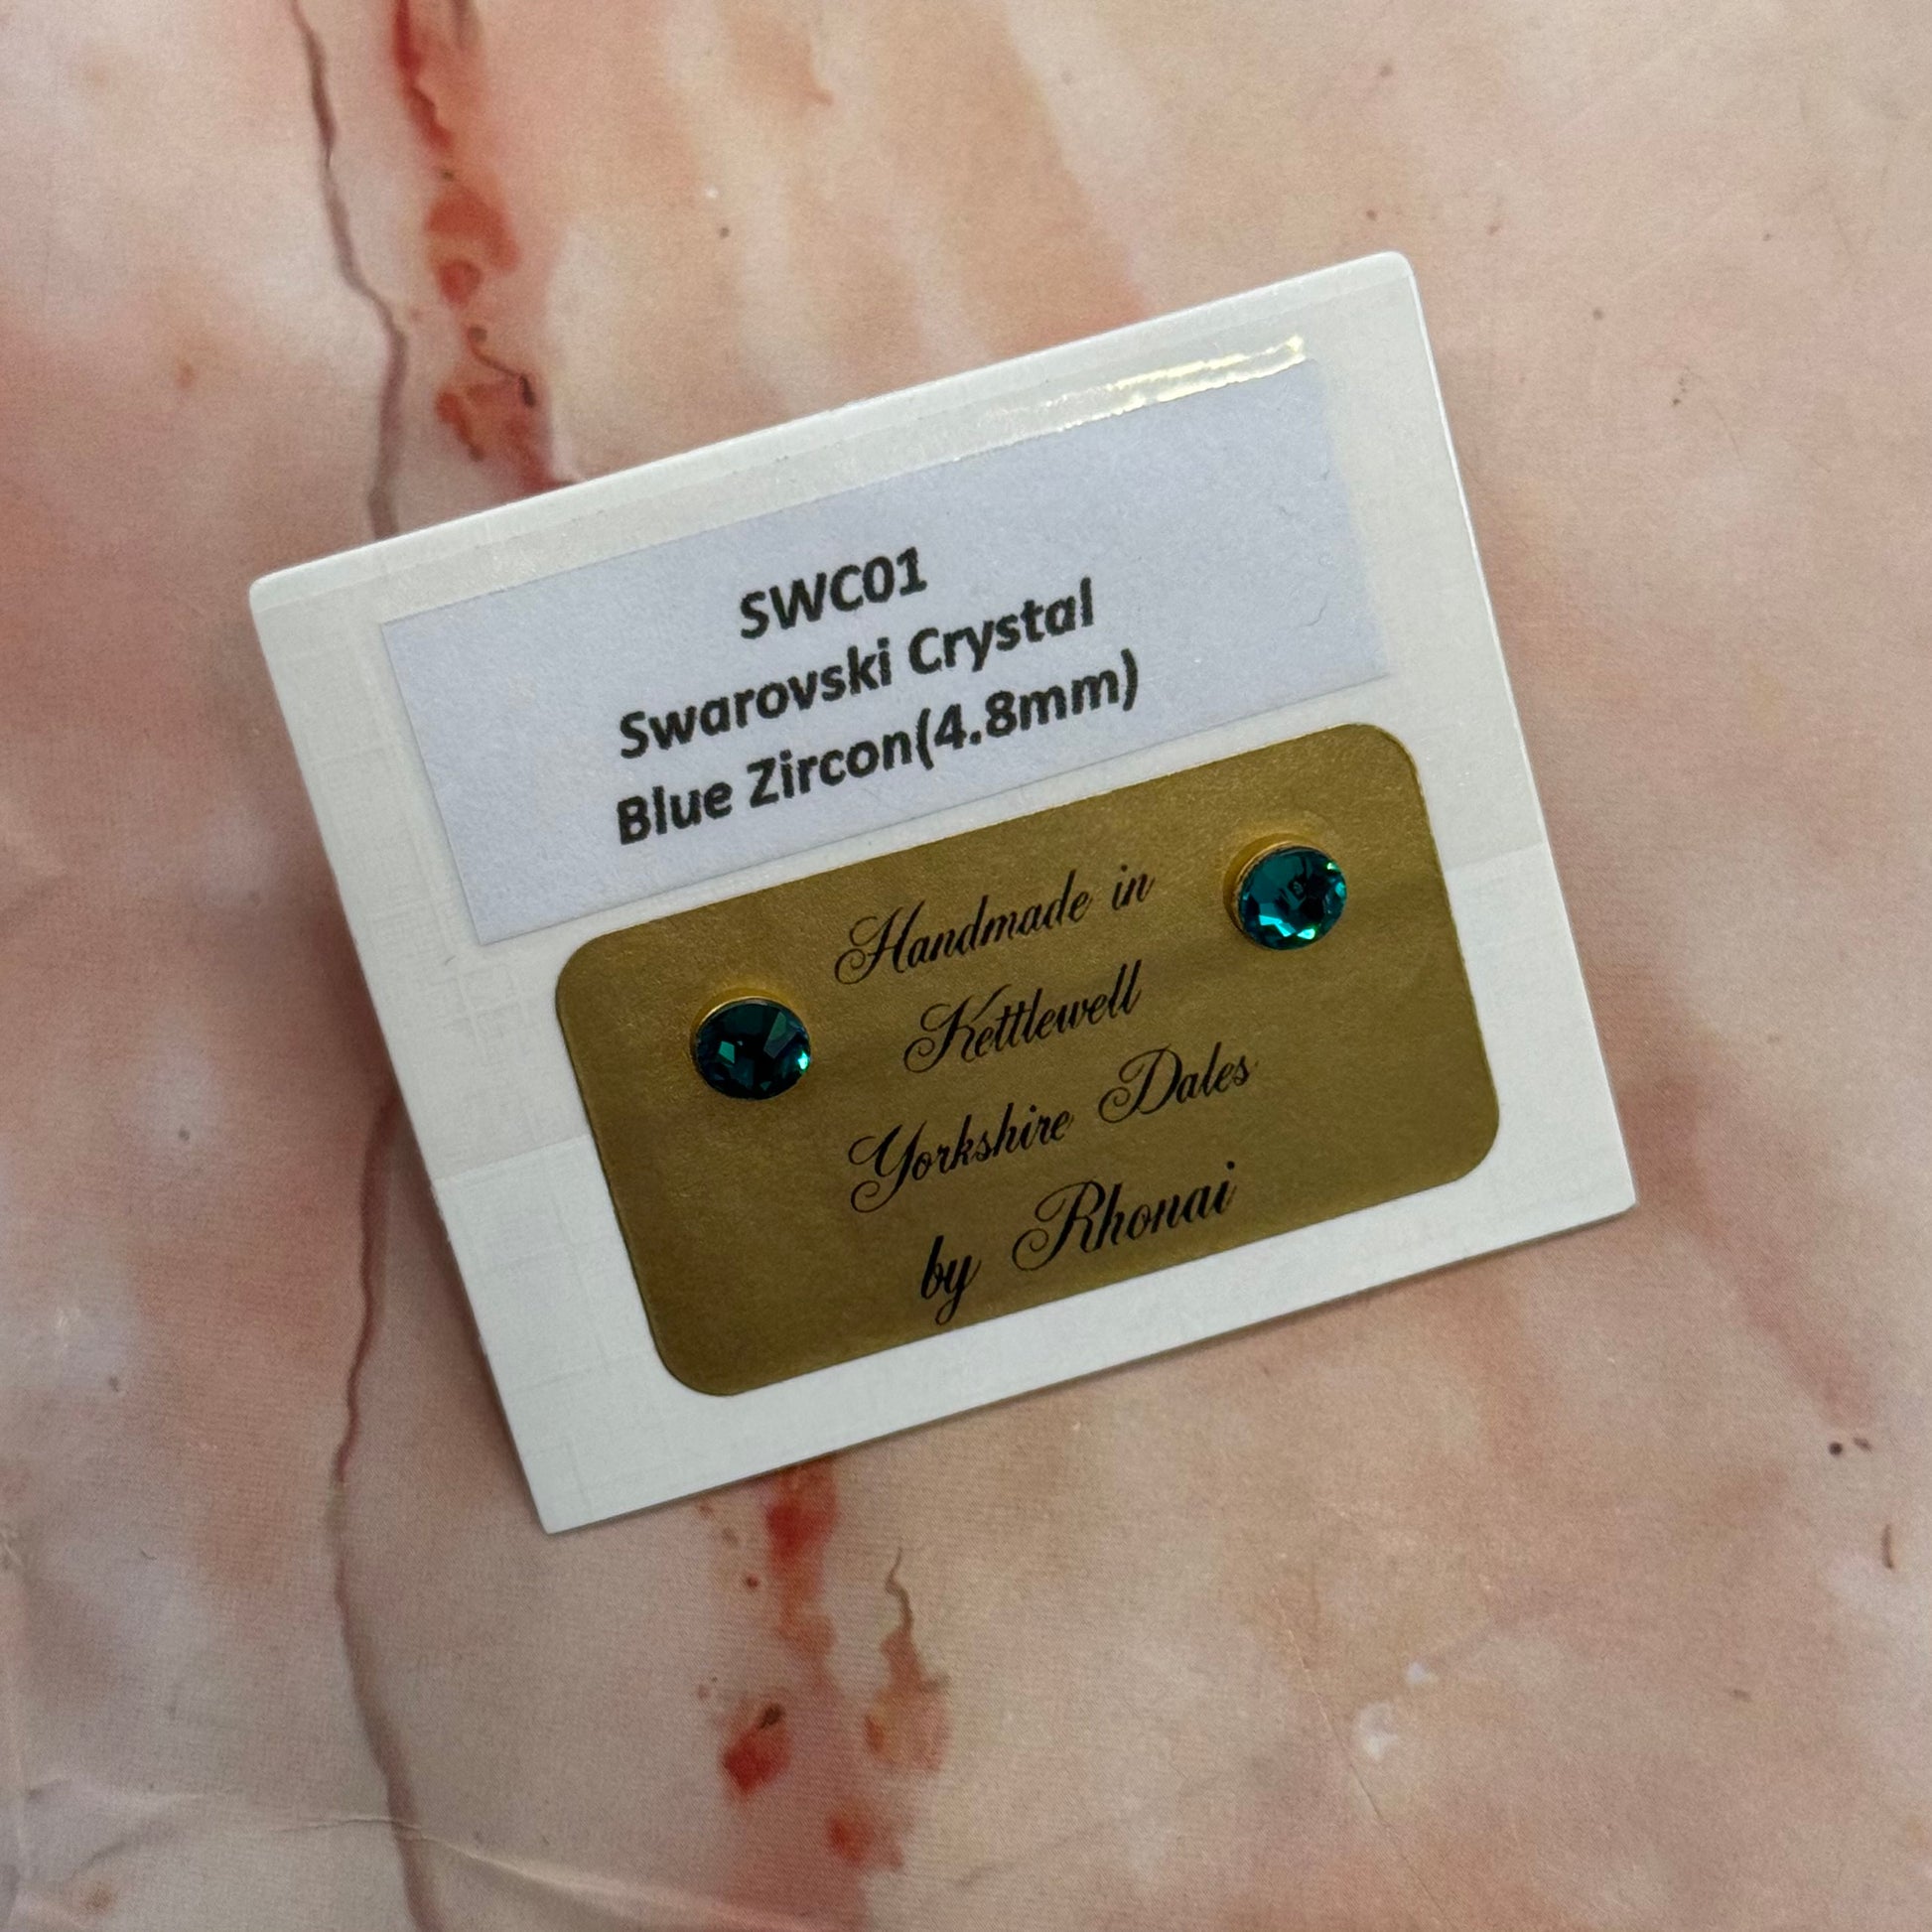 SWC01
Swarovski Crystal
Blue Zircon(4.8mm)
Handmade in
Kettlewell
Yorkshire Dales
by Rhonai